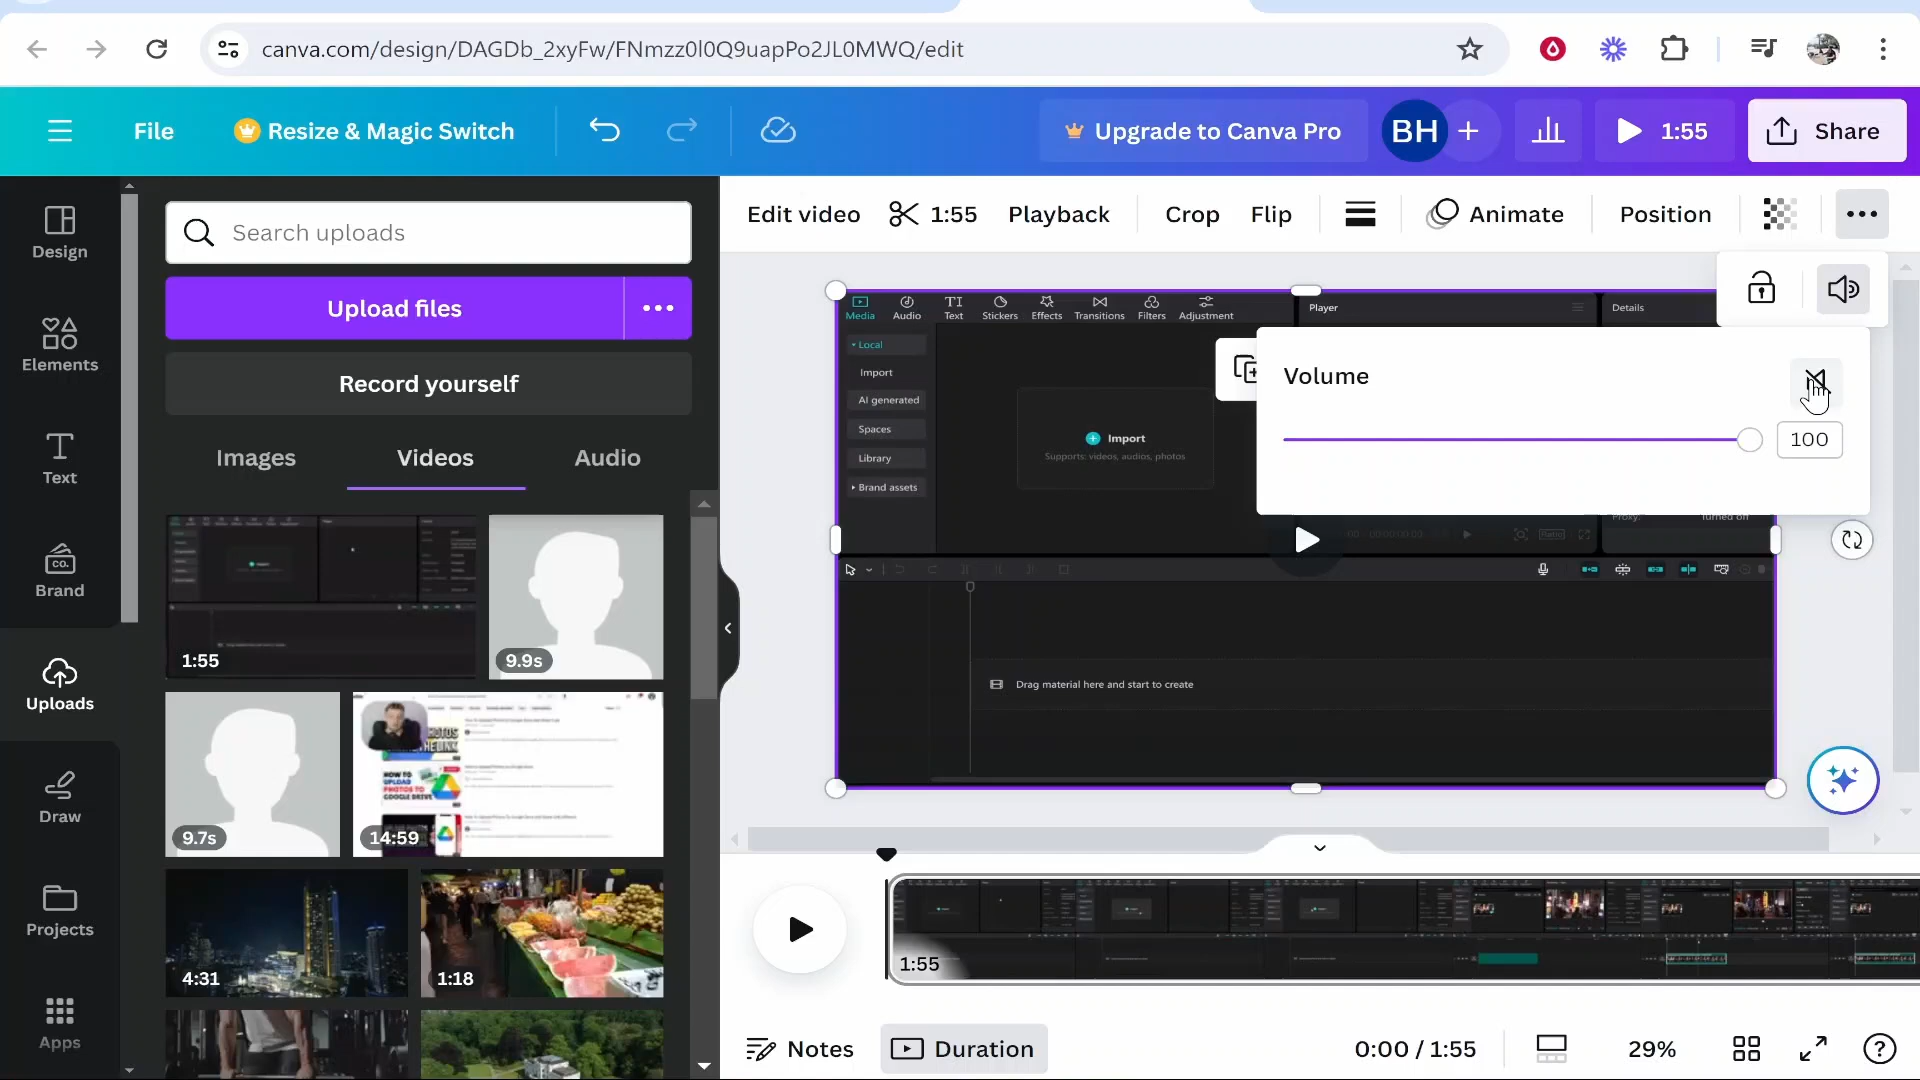 canva.com/design/DAGDb_2xyFw/FNmzz0l0Q9uapPo2JL0MWQ/edit
File
Resize & Magic Switch
Upgrade to Canva Pro
BH
1:55
Share
Design
Elements
Text
Brand
co.
Uploads
Draw
Projects
Apps
Search uploads
Upload files
Record yourself
Images
Videos
Audio
1:55
9.9s
9.7s
14:59
4:31
1:18
Edit video
1:55
Playback
Crop
Flip
Animate
Position
Media
Audio
TI
Text
Stickers
Effects
Transitions
Filters
Adjustment
Player
Details
Local
Import
AI generated
Spaces
Library
Brand assets
Import
Supports: videos, audios, photos
Volume
100
Proxy:
Turned off
Drag material here and start to create
1:55
Notes
Duration
0:00 / 1:55
29%